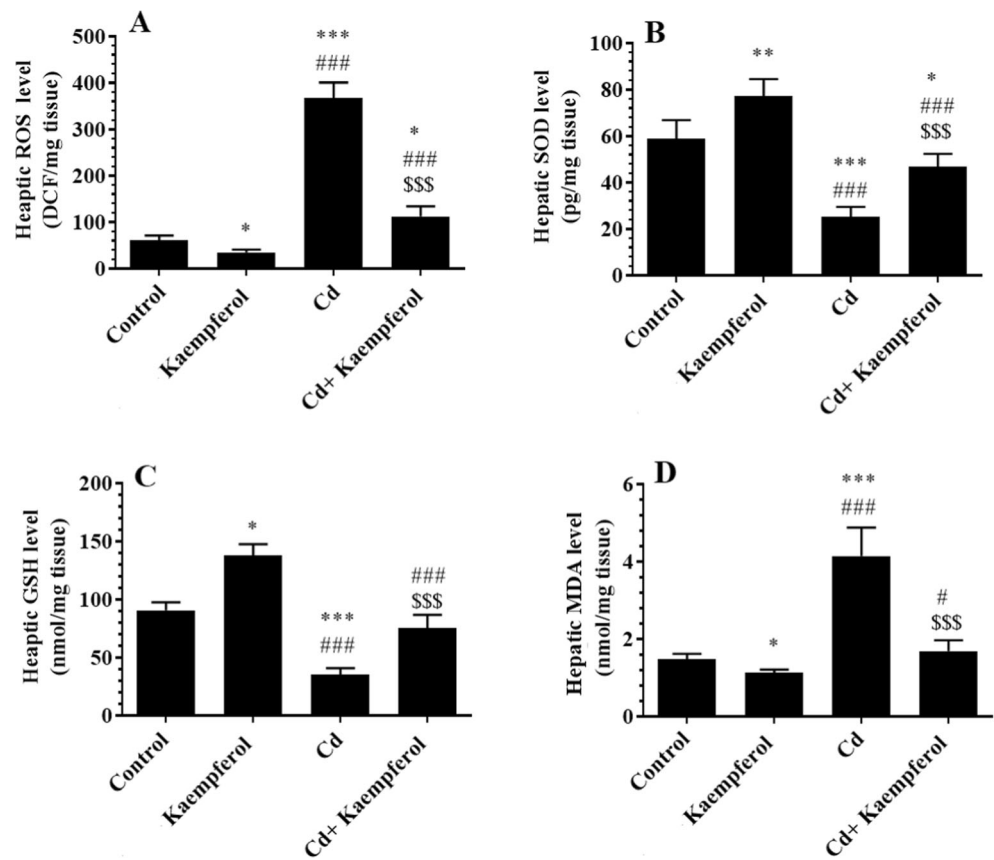 A
Heaptic ROS level
(DCF/mg tissue)
500
400
300
200
100
0
*
***
###
*
###
$$$
Control
Kaempferol
Cd
Cd+ Kaempferol
B
Hepatic SOD level
(pg/mg tissue)
100
80
60
40
20
0
**
***
###
*
###
$$$
Control
Kaempferol
Cd
Cd+ Kaempferol
C
Heaptic GSH level
(nmol/mg tissue)
200
150
100
50
0
*
***
###
###
$$$
Control
Kaempferol
Cd
Cd+ Kaempferol
D
Hepatic MDA level
(nmol/mg tissue)
6
4
2
0
*
***
###
#
$$$
Control
Kaempferol
Cd
Cd+ Kaempferol